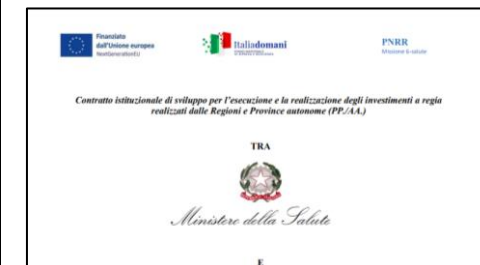 Finanziato
dall'Unione europea
NextGenerationEU
Italiadomani
PNRR
Missione 6-salute
Contratto istituzionale di sviluppo per l'esecuzione e la realizzazione degli investimenti a regia
realizzati dalle Regioni e Province autonome (PP./AA.)
TRA
Ministero della Salute
E